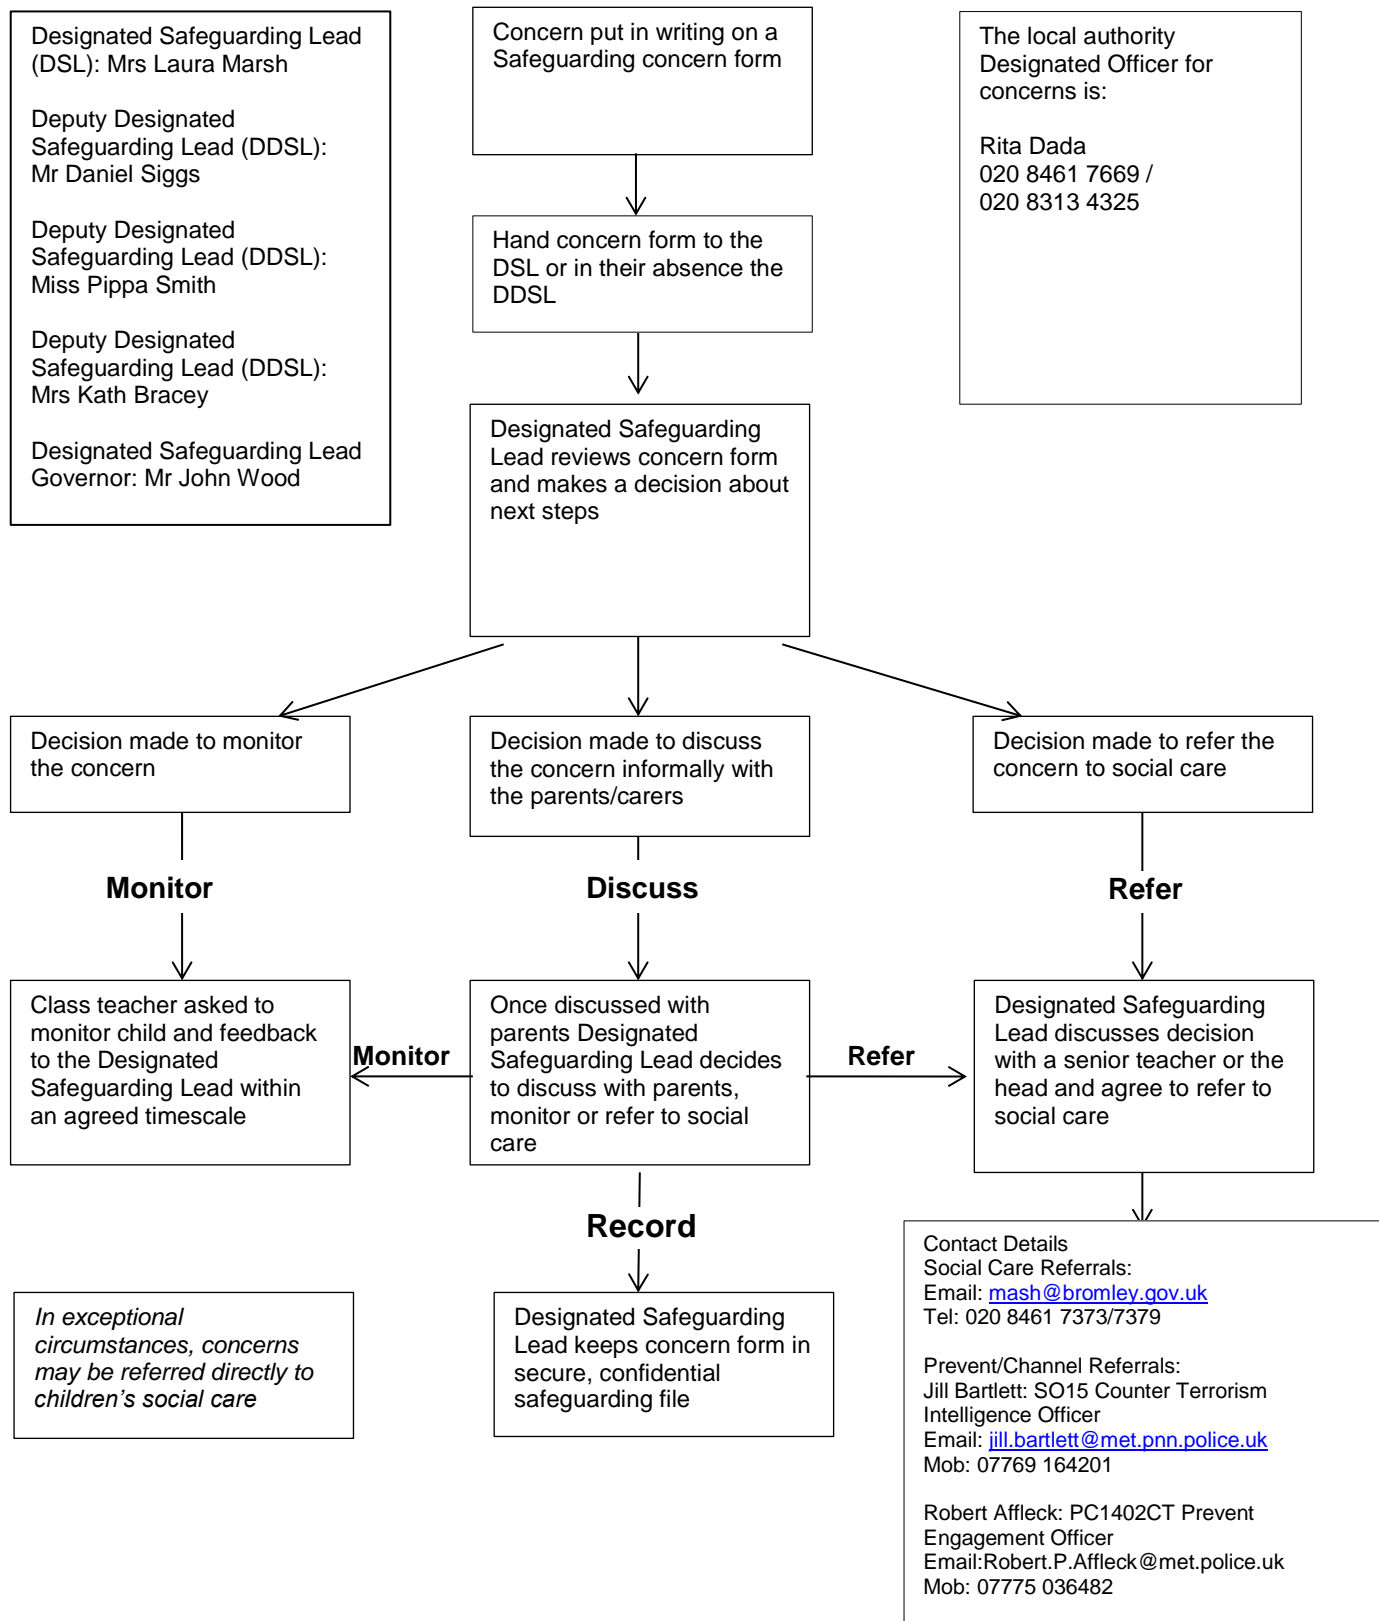 Designated Safeguarding Lead
(DSL): Mrs Laura Marsh
Deputy Designated
Safeguarding Lead (DDSL):
Mr Daniel Siggs
Deputy Designated
Safeguarding Lead (DDSL):
Miss Pippa Smith
Deputy Designated
Safeguarding Lead (DDSL):
Mrs Kath Bracey
Designated Safeguarding Lead
Governor: Mr John Wood
Concern put in writing on a
Safeguarding concern form
The local authority
Designated Officer for
concerns is:
Rita Dada
020 8461 7669 /
020 8313 4325
Hand concern form to the
DSL or in their absence the
DDSL
Designated Safeguarding
Lead reviews concern form
and makes a decision about
next steps
Decision made to monitor
the concern
Decision made to discuss
the concern informally with
the parents/carers
Decision made to refer the
concern to social care
Monitor
Discuss
Refer
Class teacher asked to
monitor child and feedback
to the Designated
Safeguarding Lead within
an agreed timescale
Monitor
Once discussed with
parents Designated
Safeguarding Lead decides
to discuss with parents,
monitor or refer to social
care
Refer
Designated Safeguarding
Lead discusses decision
with a senior teacher or the
head and agree to refer to
social care
Record
In exceptional
circumstances, concerns
may be referred directly to
children's social care
Designated Safeguarding
Lead keeps concern form in
secure, confidential
safeguarding file
Contact Details
Social Care Referrals:
Email: mash@bromley.gov.uk
Tel: 020 8461 7373/7379
Prevent/Channel Referrals:
Jill Bartlett: SO15 Counter Terrorism
Intelligence Officer
Email: jill.bartlett@met.pnn.police.uk
Mob: 07769 164201
Robert Affleck: PC1402CT Prevent
Engagement Officer
Email:Robert.P.Affleck@met.police.uk
Mob: 07775 036482